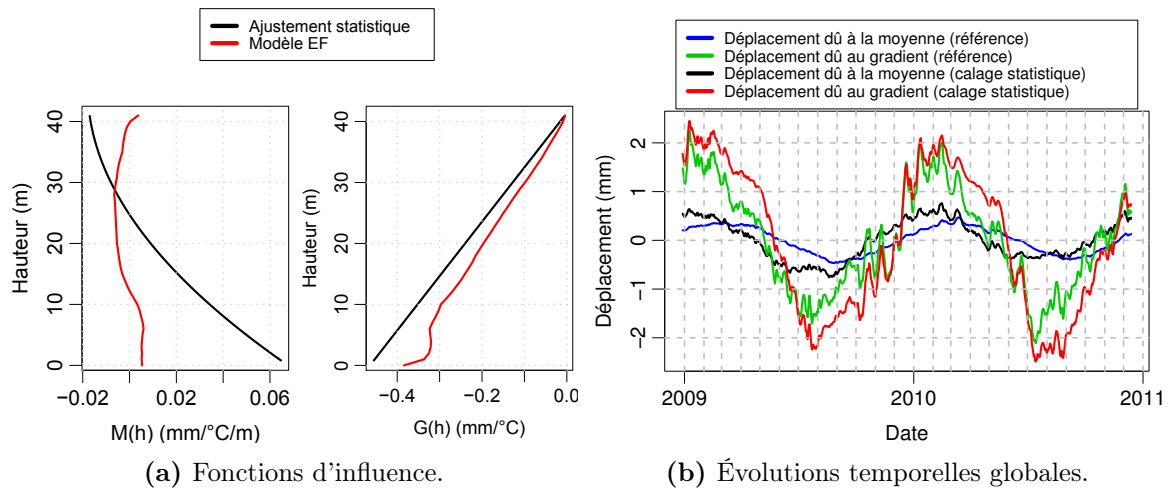 Ajustement statistique
Modèle EF
Hauteur (m)
0 10 20 30 40
−0.02 0.02 0.06
M(h) (mm/°C/m)
Hauteur (m)
0 10 20 30 40
−0.4 −0.2 0.0
G(h) (mm/°C)
(a) Fonctions d'influence.
Déplacement dû à la moyenne (référence)
Déplacement dû au gradient (référence)
Déplacement dû à la moyenne (calage statistique)
Déplacement dû au gradient (calage statistique)
Déplacement (mm)
−2 −1 0 1 2
2009 2010 2011
Date
(b) Évolutions temporelles globales.